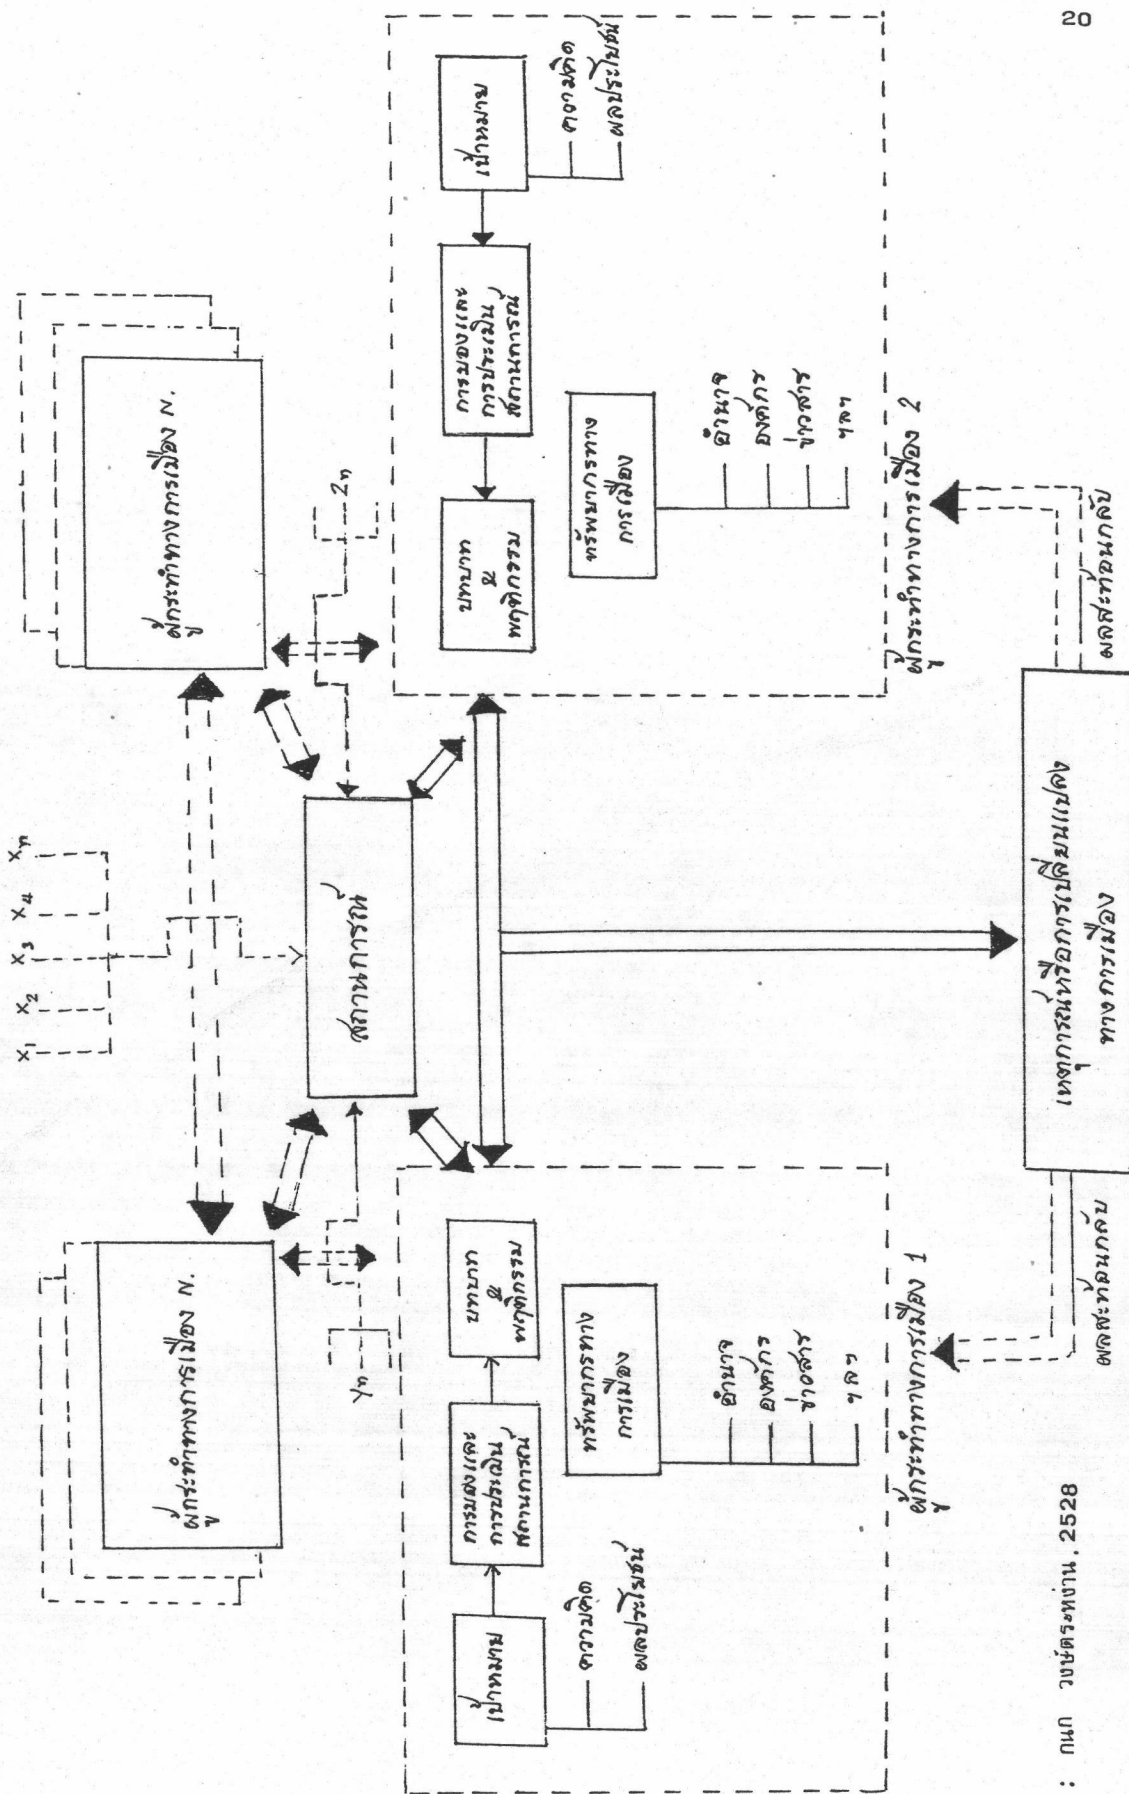 20
X₁ X₂ X₃ X₄ Xₙ
ผู้กระทำทางการเมือง N.
ผู้กระทำทางการเมือง N.
Yₙ
Zₙ
สถานการณ์
เป้าหมาย
ความคิด
ผลประโยชน์
การมองและ
การประเมิน
สถานการณ์
บทบาท
&
พฤติกรรม
ทรัพยากรทาง
การเมือง
อำนาจ
องค์กร
ข่าวสาร
ฯลฯ
ผู้กระทำทางการเมือง 1
บทบาท
&
พฤติกรรม
การมองและ
การประเมิน
สถานการณ์
เป้าหมาย
ความคิด
ผลประโยชน์
ทรัพยากรทาง
การเมือง
อำนาจ
องค์กร
ข่าวสาร
ฯลฯ
ผู้กระทำทางการเมือง 2
เหตุการณ์หรือการเปลี่ยนแปลง
ทางการเมือง
ผลสะท้อนกลับ
ผลสะท้อนกลับ
: กนก วงษ์ตระหง่าน, 2528